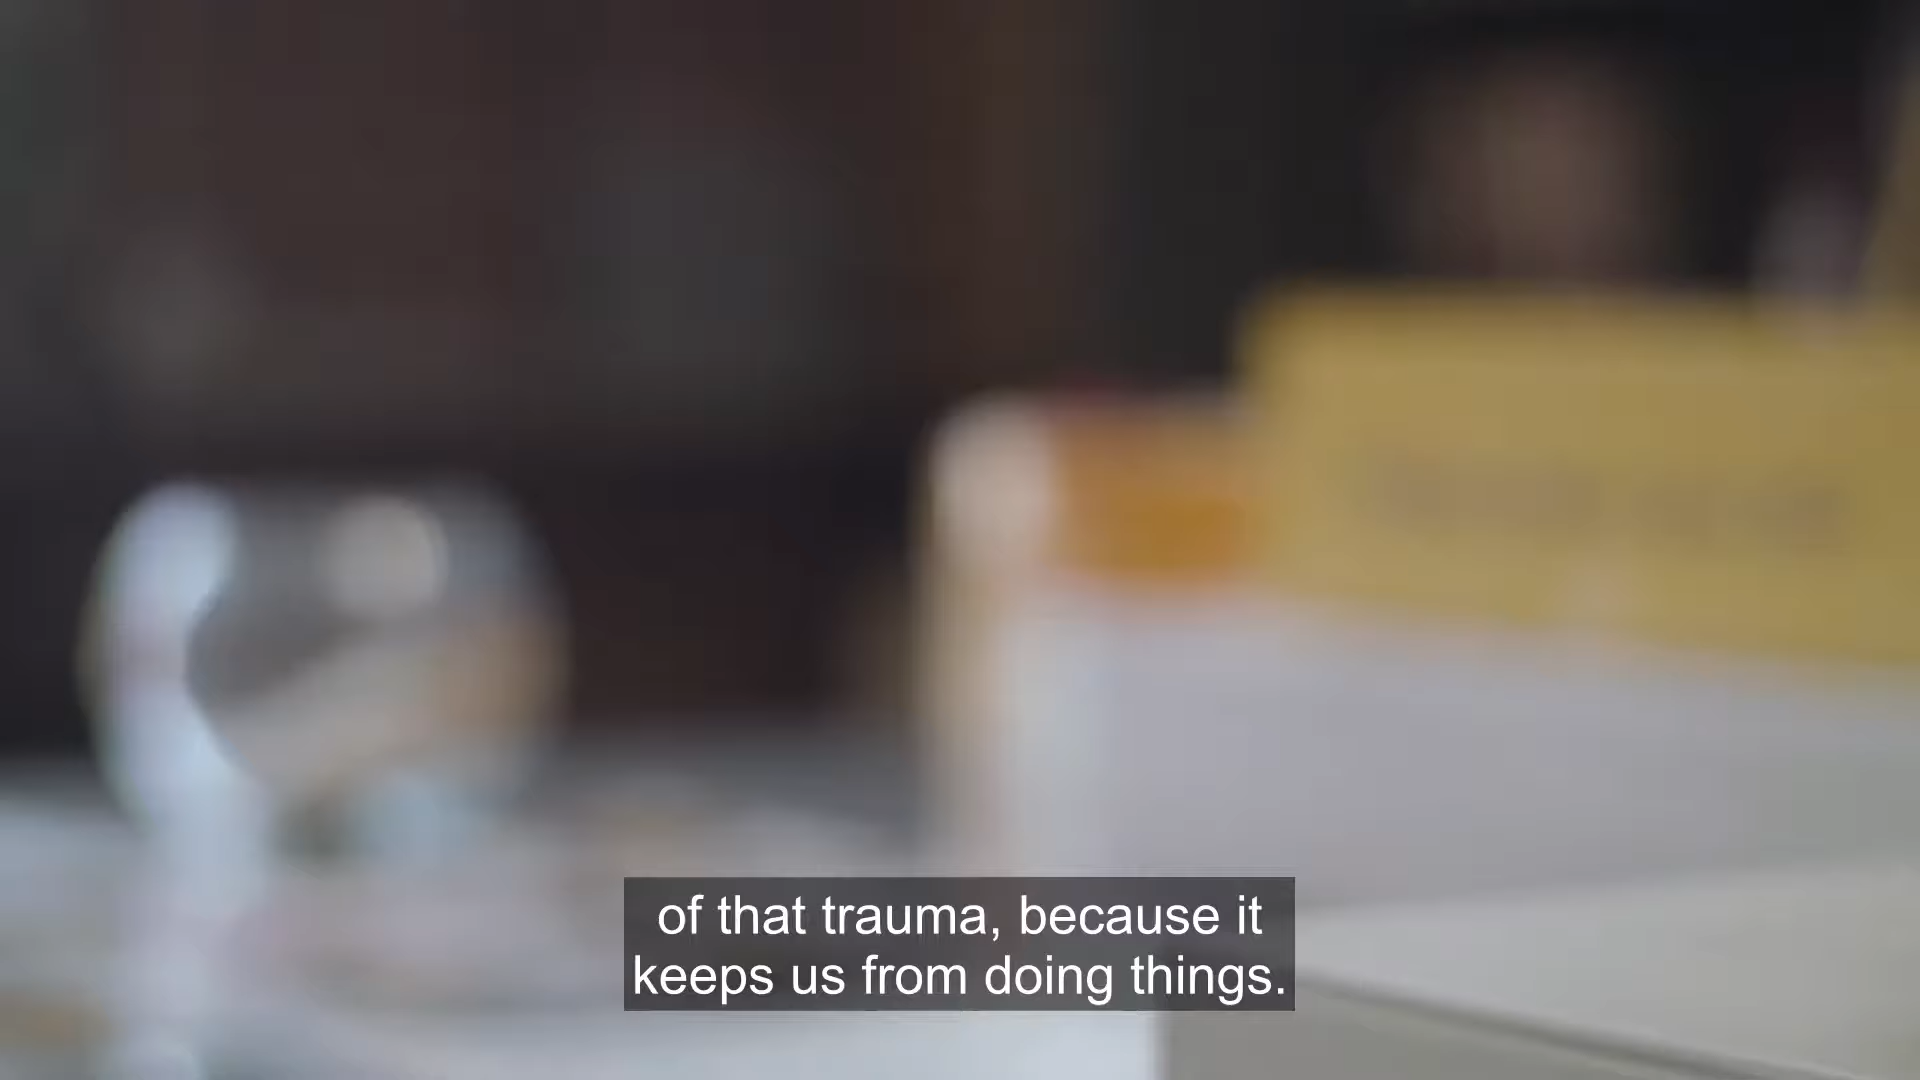 of that trauma, because it
keeps us from doing things.